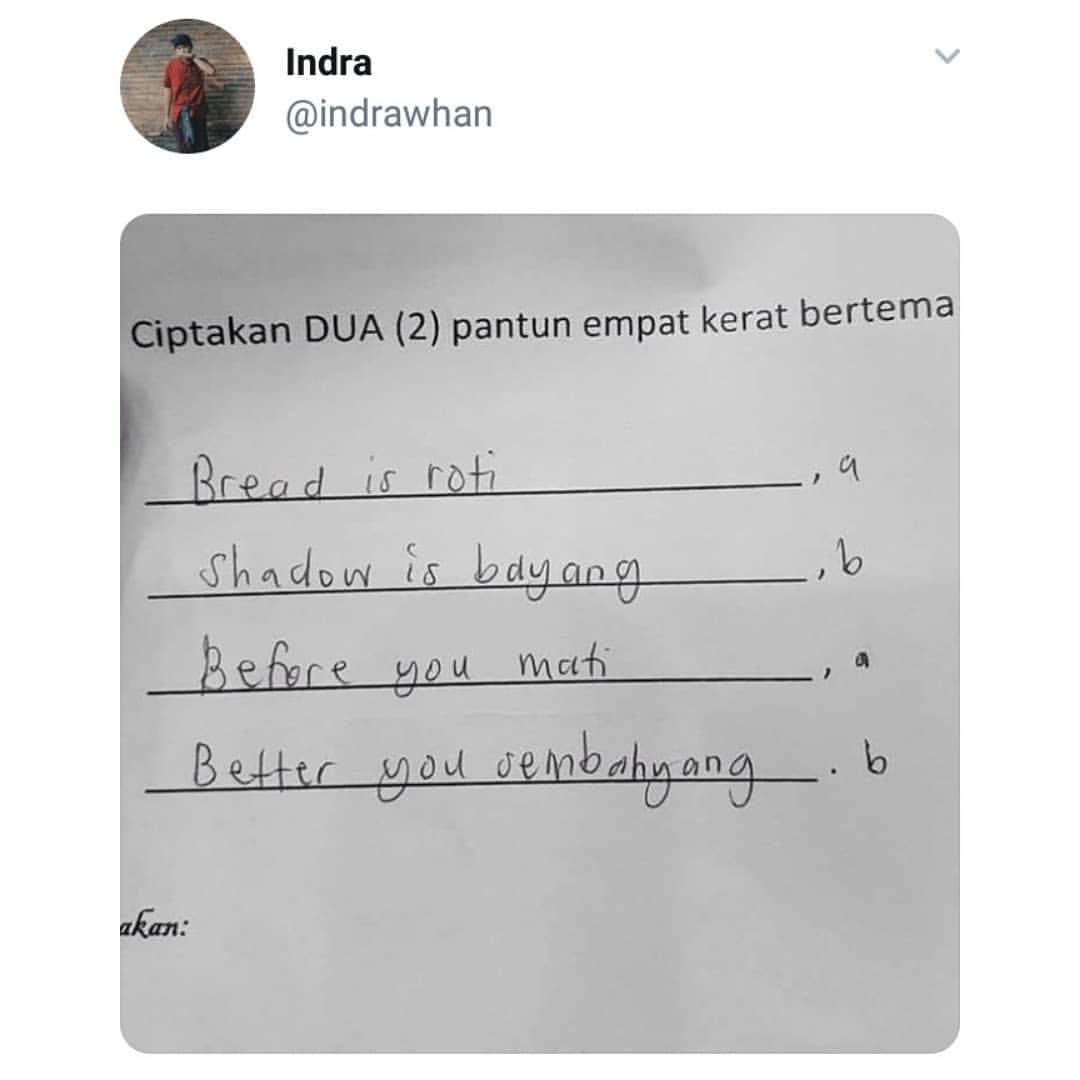 Indra
@indrawhan
Ciptakan DUA (2) pantun empat kerat bertema
Bread is roti, a
Shadow is bayang, b
Before you mati, a
Better you sembahyang. b
akan: